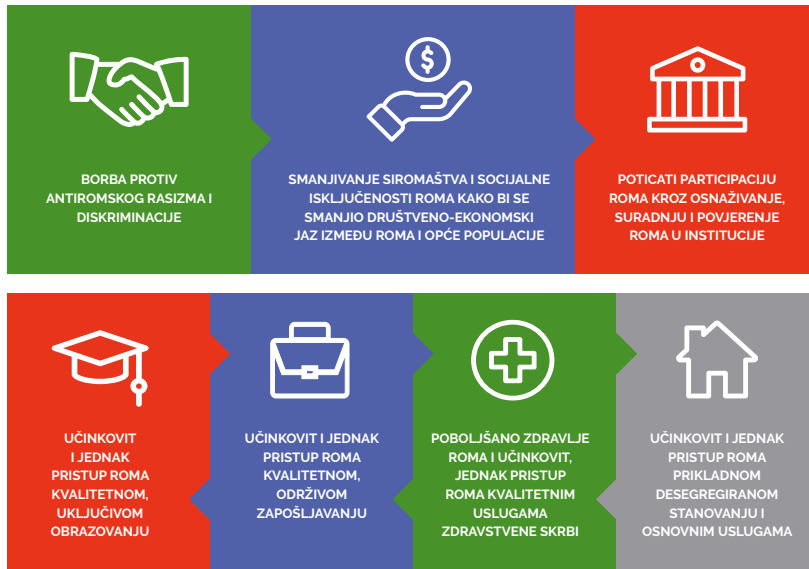 BORBA PROTIV
ANTIROMSKOG RASIZMA I
DISKRIMINACIJE
SMANJIVANJE SIROMAŠTVA I SOCIJALNE
ISKLJUČENOSTI ROMA KAKO BI SE
SMANJIO DRUŠTVENO-EKONOMSKI
JAZ IZMEĐU ROMA I OPĆE POPULACIJE
POTICATI PARTICIPACIJU
ROMA KROZ OSNAŽIVANJE,
SURADNJU I POVJERENJE
ROMA U INSTITUCIJE
UČINKOVIT
I JEDNAK
PRISTUP ROMA
KVALITETNOM,
UKLJUČIVOM
OBRAZOVANJU
UČINKOVIT I JEDNAK
PRISTUP ROMA
KVALITETNOM,
ODRŽIVOM
ZAPOŠLJAVANJU
POBOLJŠANO ZDRAVLJE
ROMA I UČINKOVIT,
JEDNAK PRISTUP
ROMA KVALITETNIM
USLUGAMA
ZDRAVSTVENE SKRBI
UČINKOVIT I JEDNAK
PRISTUP ROMA
PRIKLADNOM
DESEGREGIRANOM
STANOVANJU I
OSNOVNIM USLUGAMA